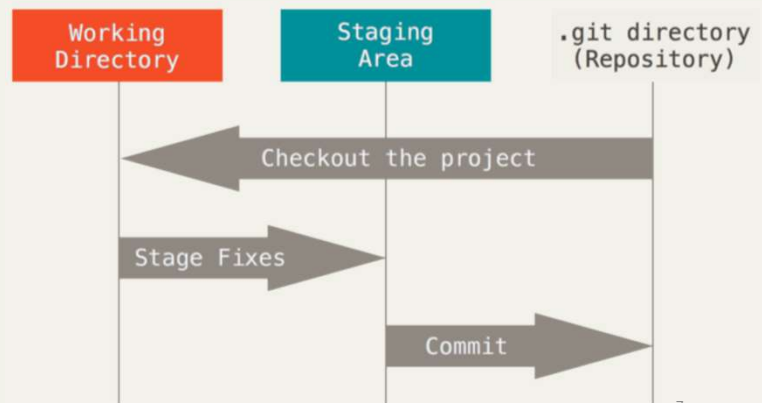 Working
Directory
Staging
Area
.git directory
(Repository)
Checkout the project
Stage Fixes
Commit